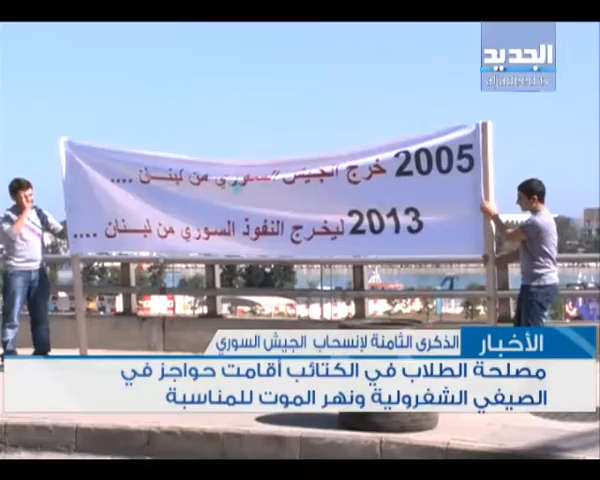 الجديد
aljadeed.tv
2005 خرج الجيش السوري من لبنان ....
2013 ليخرج النفوذ السوري من لبنان ....
الأخبار
الذكرى الثامنة لإنسحاب الجيش السوري
مصلحة الطلاب في الكتائب أقامت حواجز في
الصيفي الشفرولية ونهر الموت للمناسبة